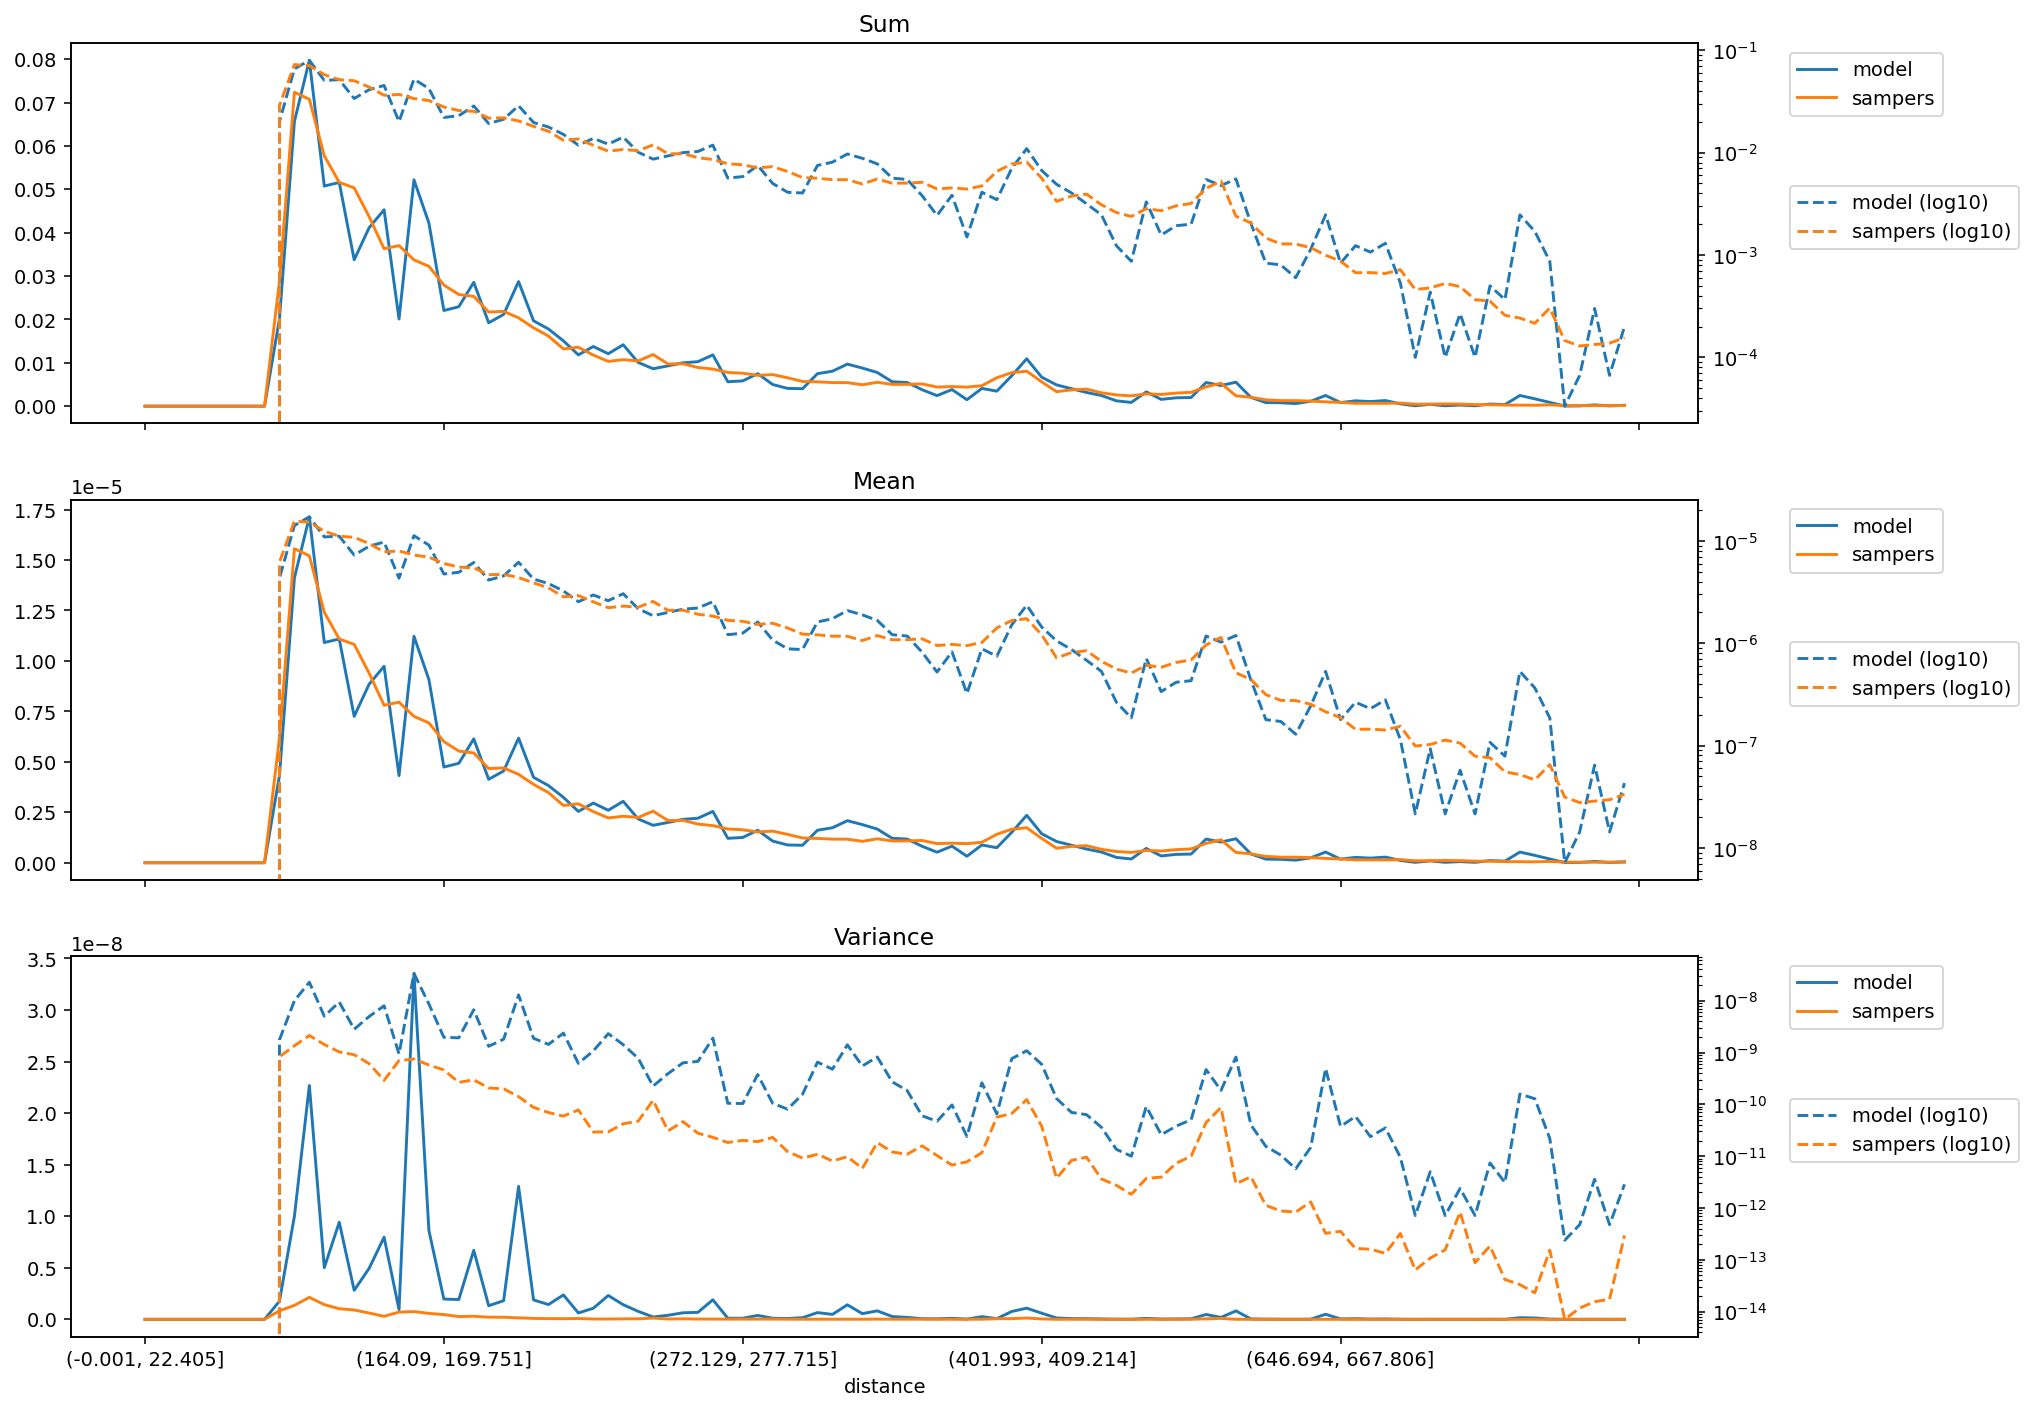 Sum
0.08
0.07
0.06
0.05
0.04
0.03
0.02
0.01
0.00
10⁻¹
10⁻²
10⁻³
10⁻⁴
model
sampers
model (log10)
sampers (log10)
Mean
1e−5
1.75
1.50
1.25
1.00
0.75
0.50
0.25
0.00
10⁻⁵
10⁻⁶
10⁻⁷
10⁻⁸
model
sampers
model (log10)
sampers (log10)
Variance
1e−8
3.5
3.0
2.5
2.0
1.5
1.0
0.5
0.0
10⁻⁸
10⁻⁹
10⁻¹⁰
10⁻¹¹
10⁻¹²
10⁻¹³
10⁻¹⁴
model
sampers
model (log10)
sampers (log10)
(-0.001, 22.405] (164.09, 169.751] (272.129, 277.715] (401.993, 409.214] (646.694, 667.806]
distance